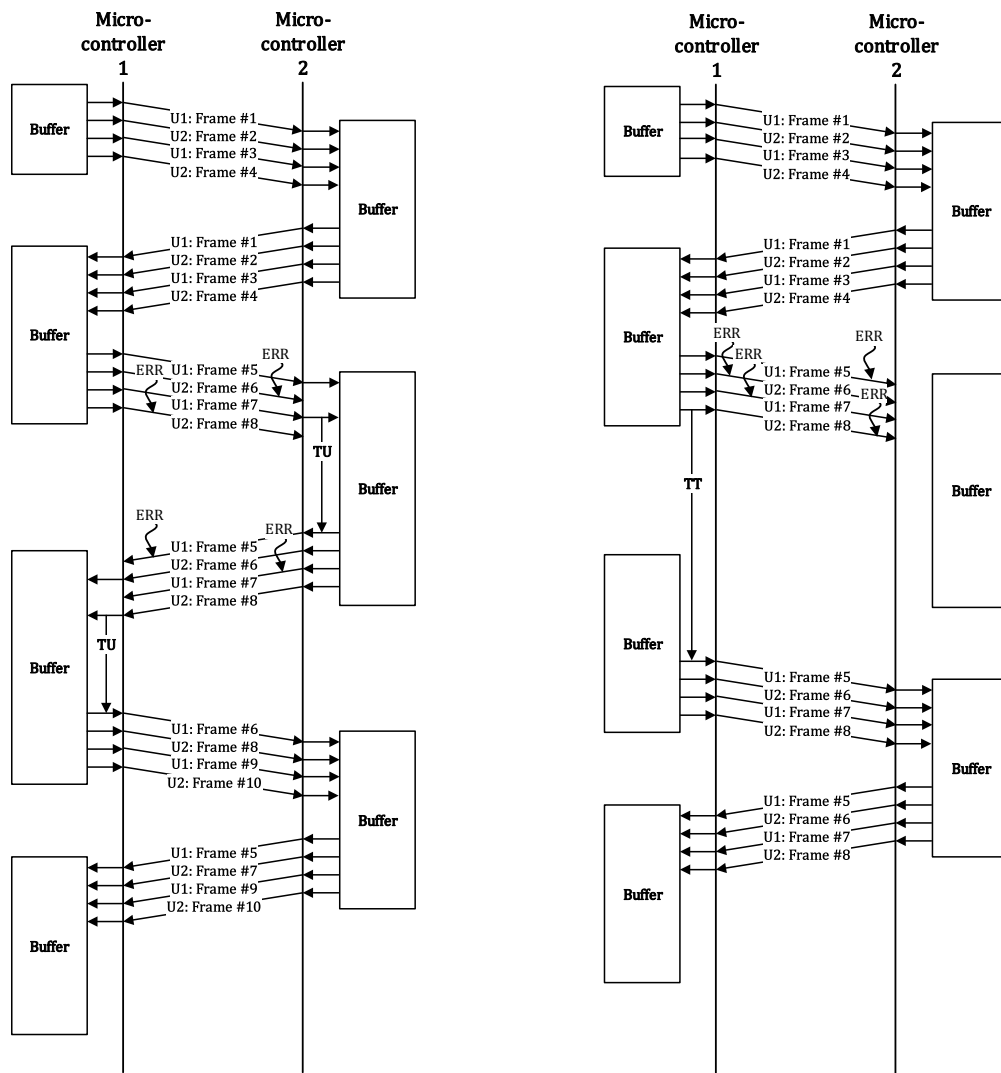 Micro-
controller
1
Micro-
controller
2
Buffer
U1: Frame #1
U2: Frame #2
U1: Frame #3
U2: Frame #4
Buffer
U1: Frame #1
U2: Frame #2
U1: Frame #3
U2: Frame #4
Buffer
ERR
ERR
U1: Frame #5
U2: Frame #6
U1: Frame #7
U2: Frame #8
TU
Buffer
ERR
ERR
U1: Frame #5
U2: Frame #6
U1: Frame #7
U2: Frame #8
TU
Buffer
U1: Frame #6
U2: Frame #8
U1: Frame #9
U2: Frame #10
Buffer
U1: Frame #5
U2: Frame #7
U1: Frame #9
U2: Frame #10
Buffer
Micro-
controller
1
Micro-
controller
2
Buffer
U1: Frame #1
U2: Frame #2
U1: Frame #3
U2: Frame #4
Buffer
U1: Frame #1
U2: Frame #2
U1: Frame #3
U2: Frame #4
Buffer
ERR
ERR
ERR
ERR
U1: Frame #5
U2: Frame #6
U1: Frame #7
U2: Frame #8
TT
Buffer
Buffer
U1: Frame #5
U2: Frame #6
U1: Frame #7
U2: Frame #8
Buffer
U1: Frame #5
U2: Frame #6
U1: Frame #7
U2: Frame #8
Buffer